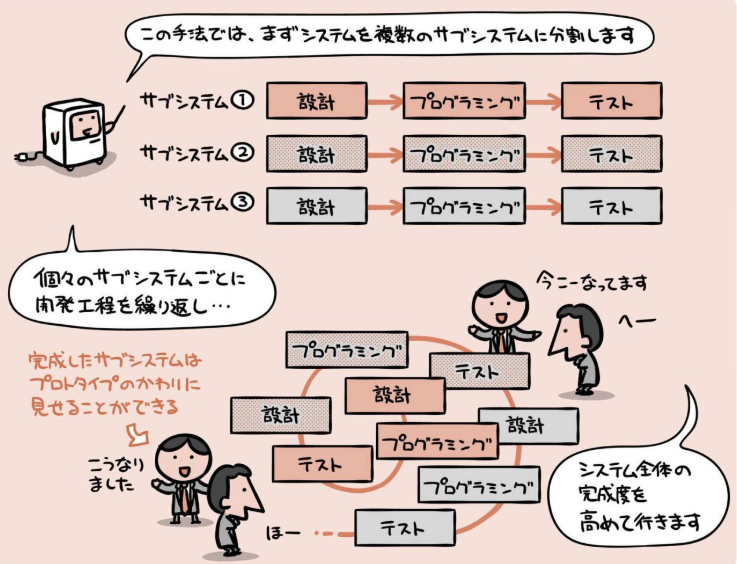 この手法では、まずシステムを複数のサブシステムに分割します
サブシステム① 設計 プログラミング テスト
サブシステム② 設計 プログラミング テスト
サブシステム③ 設計 プログラミング テスト
個々のサブシステムごとに
開発工程を繰り返し…
今こーなってます
へー
完成したサブシステムは
プロトタイプのかわりに
見せることができる
こうなり
ました
ほー
プログラミング
テスト
設計
設計
設計
プログラミング
テスト
プログラミング
テスト
システム全体の
完成度を
高めて行きます